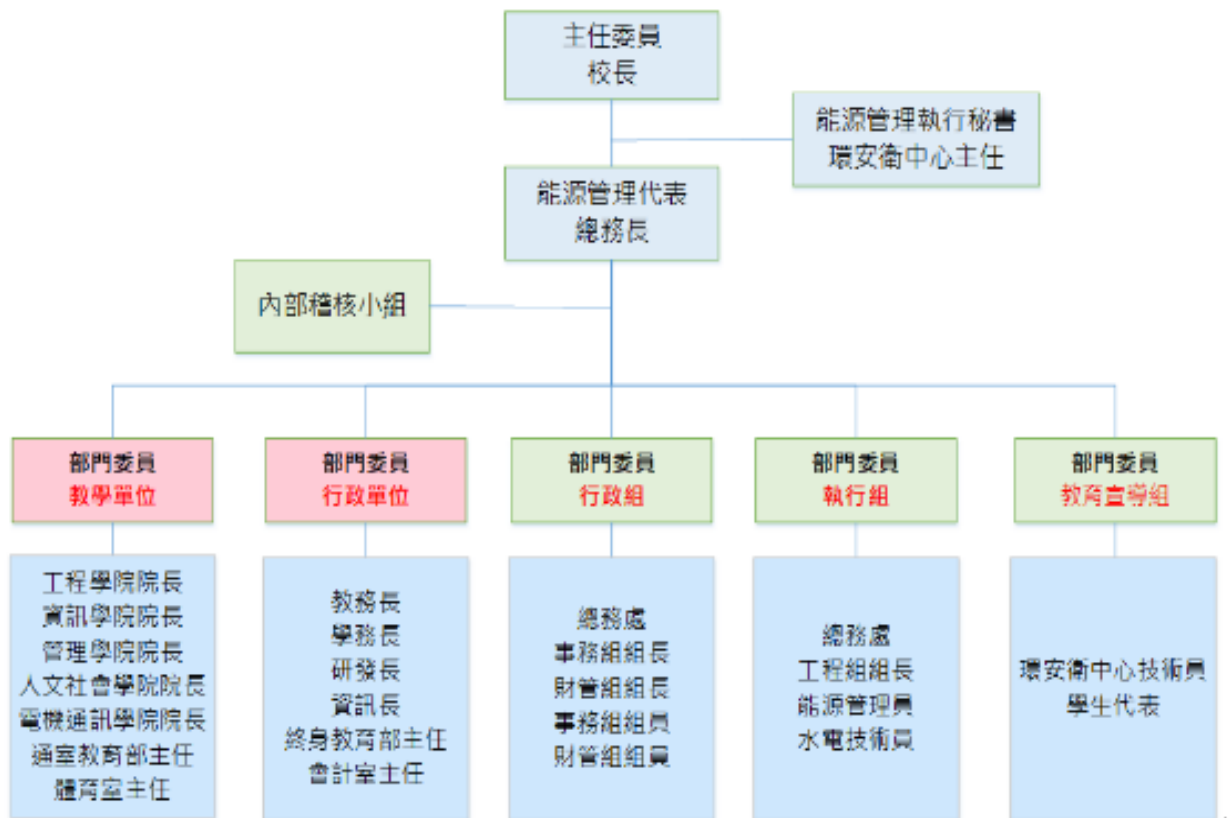 主任委員
校長
能源管理執行秘書
環安衛中心主任
能源管理代表
總務長
內部稽核小組
部門委員
教學單位
工程學院院長
資訊學院院長
管理學院院長
人文社會學院院長
電機通訊學院院長
通室教育部主任
體育室主任
部門委員
行政單位
教務長
學務長
研發長
資訊長
終身教育部主任
會計室主任
部門委員
行政組
總務處
事務組組長
財管組組長
事務組組員
財管組組員
部門委員
執行組
總務處
工程組組長
能源管理員
水電技術員
部門委員
教育宣導組
環安衛中心技術員
學生代表